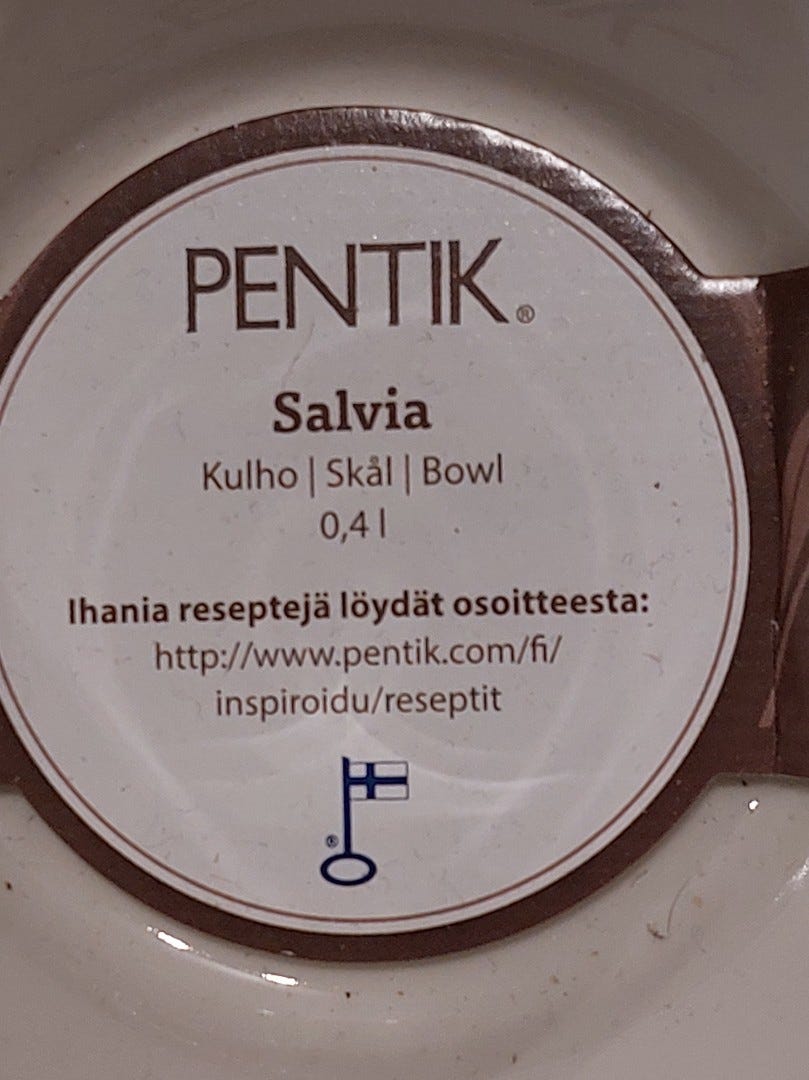 PENTIK®
Salvia
Kulho | Skål | Bowl
0,4 l
Ihania reseptejä löydät osoitteesta:
http://www.pentik.com/fi/
inspiroidu/reseptit
®